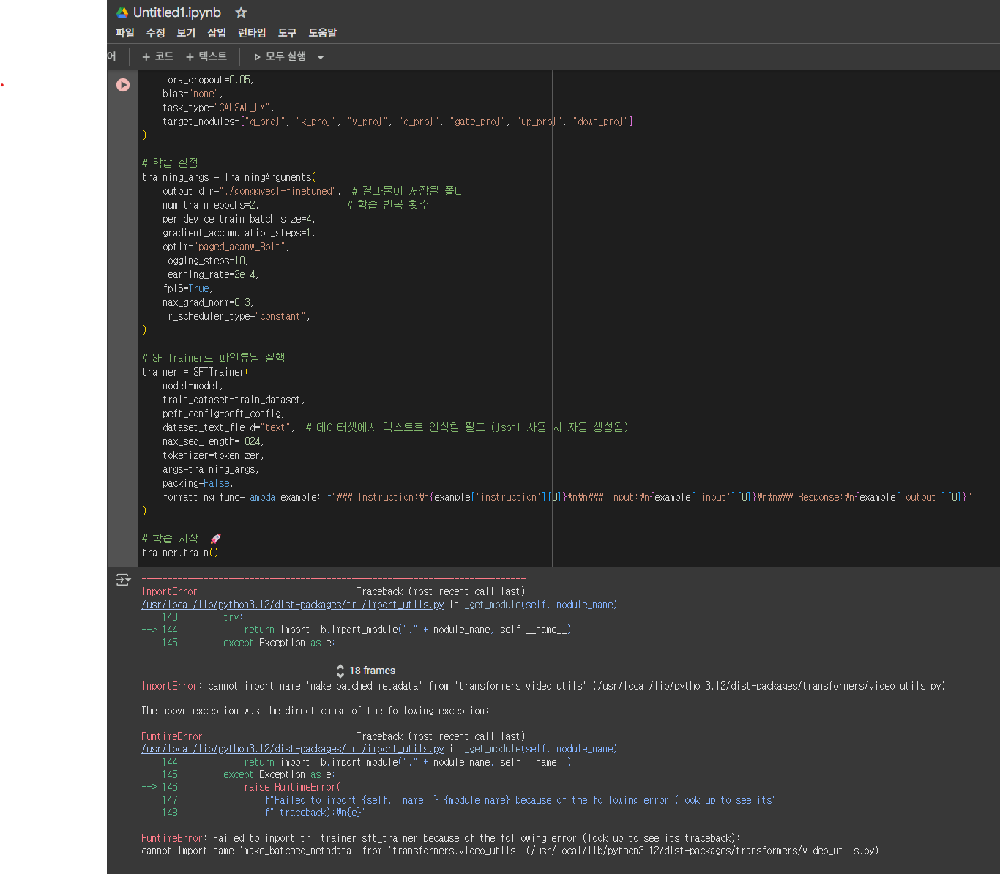 Untitled1.ipynb
파일 수정 보기 삽입 런타임 도구 도움말
어 + 코드 + 텍스트 모두 실행
lora_dropout=0.05,
bias="none",
task_type="CAUSAL_LM",
target_modules=["q_proj", "k_proj", "v_proj", "o_proj", "gate_proj", "up_proj", "down_proj"]
)
# 학습 설정
training_args = TrainingArguments(
output_dir="./gonggyeol-finetuned", # 결과물이 저장될 폴더
num_train_epochs=2, # 학습 반복 횟수
per_device_train_batch_size=4,
gradient_accumulation_steps=1,
optim="paged_adamw_8bit",
logging_steps=10,
learning_rate=2e-4,
fp16=True,
max_grad_norm=0.3,
lr_scheduler_type="constant",
)
# SFTTrainer로 파인튜닝 실행
trainer = SFTTrainer(
model=model,
train_dataset=train_dataset,
peft_config=peft_config,
dataset_text_field="text", # 데이터셋에서 텍스트로 인식할 필드 (jsonl 사용 시 자동 생성됨)
max_seq_length=1024,
tokenizer=tokenizer,
args=training_args,
packing=False,
formatting_func=lambda example: f"### Instruction:₩n{example['instruction'][0]}₩n₩n### Input:₩n{example['input'][0]}₩n₩n### Response:₩n{example['output'][0]}"
)
# 학습 시작! 🚀
trainer.train()
---------------------------------------------------------------------------
ImportError Traceback (most recent call last)
/usr/local/lib/python3.12/dist-packages/trl/import_utils.py in _get_module(self, module_name)
143 try:
--> 144 return importlib.import_module("." + module_name, self.__name__)
145 except Exception as e:
18 frames
ImportError: cannot import name 'make_batched_metadata' from 'transformers.video_utils' (/usr/local/lib/python3.12/dist-packages/transformers/video_utils.py)
The above exception was the direct cause of the following exception:
RuntimeError Traceback (most recent call last)
/usr/local/lib/python3.12/dist-packages/trl/import_utils.py in _get_module(self, module_name)
144 return importlib.import_module("." + module_name, self.__name__)
145 except Exception as e:
--> 146 raise RuntimeError(
147 f"Failed to import {self.__name__}.{module_name} because of the following error (look up to see its"
148 f" traceback):₩n{e}"
RuntimeError: Failed to import trl.trainer.sft_trainer because of the following error (look up to see its traceback):
cannot import name 'make_batched_metadata' from 'transformers.video_utils' (/usr/local/lib/python3.12/dist-packages/transformers/video_utils.py)